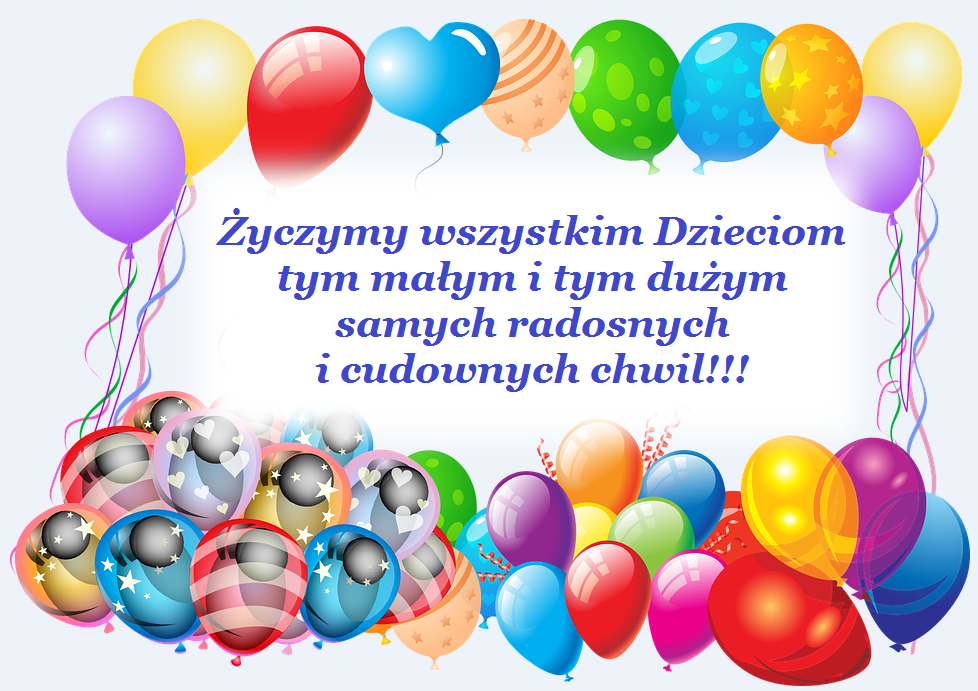 Życzymy wszystkim Dzieciom
tym małym i tym dużym
samych radosnych
i cudownych chwil!!!